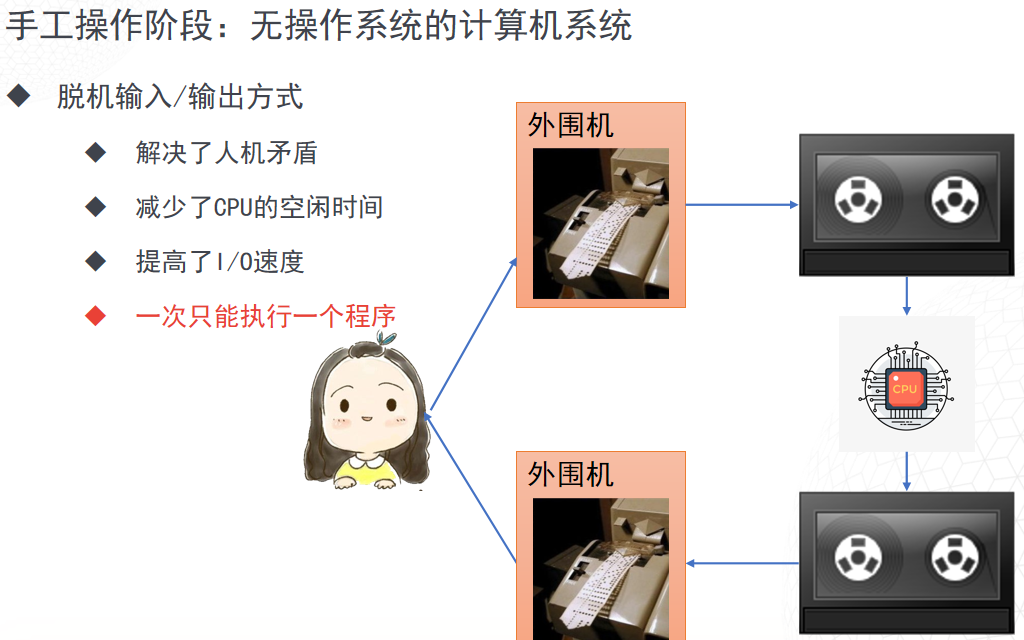 手工操作阶段：无操作系统的计算机系统
脱机输入/输出方式
解决了人机矛盾
减少了CPU的空闲时间
提高了I/O速度
一次只能执行一个程序
外围机
CPU
外围机